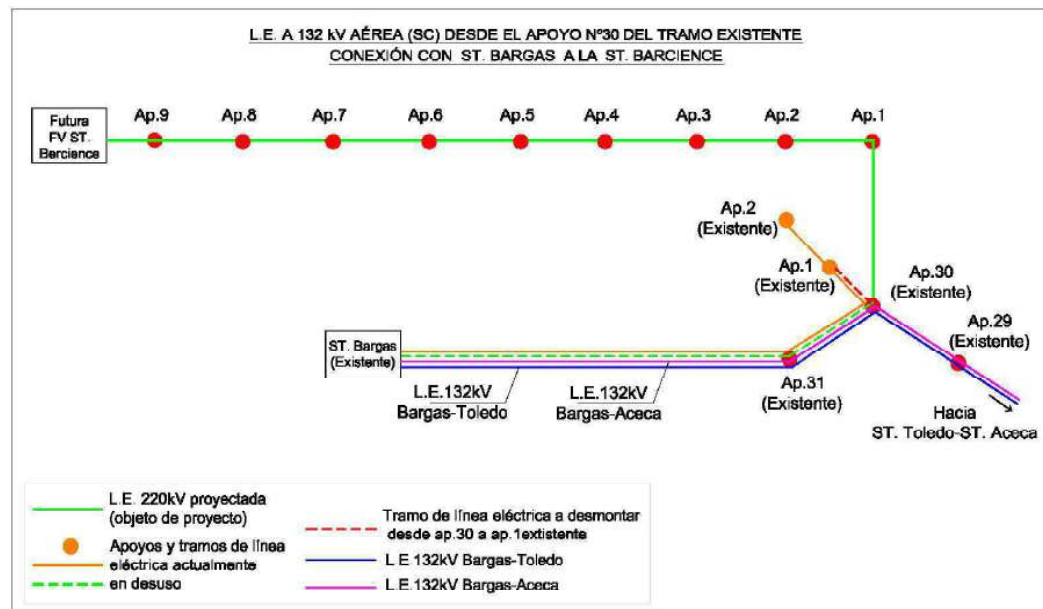 L.E. A 132 kV AÉREA (SC) DESDE EL APOYO Nº30 DEL TRAMO EXISTENTE
CONEXIÓN CON ST. BARGAS A LA ST. BARCIENCE
Futura
FV ST.
Bercience
Ap.9
Ap.8
Ap.7
Ap.6
Ap.5
Ap.4
Ap.3
Ap.2
Ap.1
Ap.2
(Existente)
Ap.1
(Existente)
Ap.30
(Existente)
Ap.29
(Existente)
ST. Bargas
(Existente)
Ap.31
(Existente)
L.E.132kV
Bargas-Toledo
L.E.132kV
Bargas-Aceca
Hacia
ST. Toledo-ST. Aceca
L.E. 220kV proyectada
(objeto de proyecto)
Apoyos y tramos de línea
eléctrica actualmente
en desuso
Tramo de línea eléctrica a desmontar
desde ap.30 a ap.1extistente
L.E 132kV Bargas-Toledo
L.E.132kV Bargas-Aceca